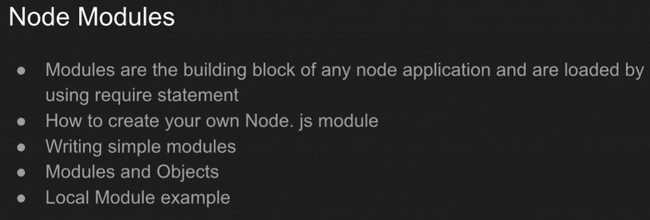 Node Modules
● Modules are the building block of any node application and are loaded by
using require statement
● How to create your own Node. js module
● Writing simple modules
● Modules and Objects
● Local Module example